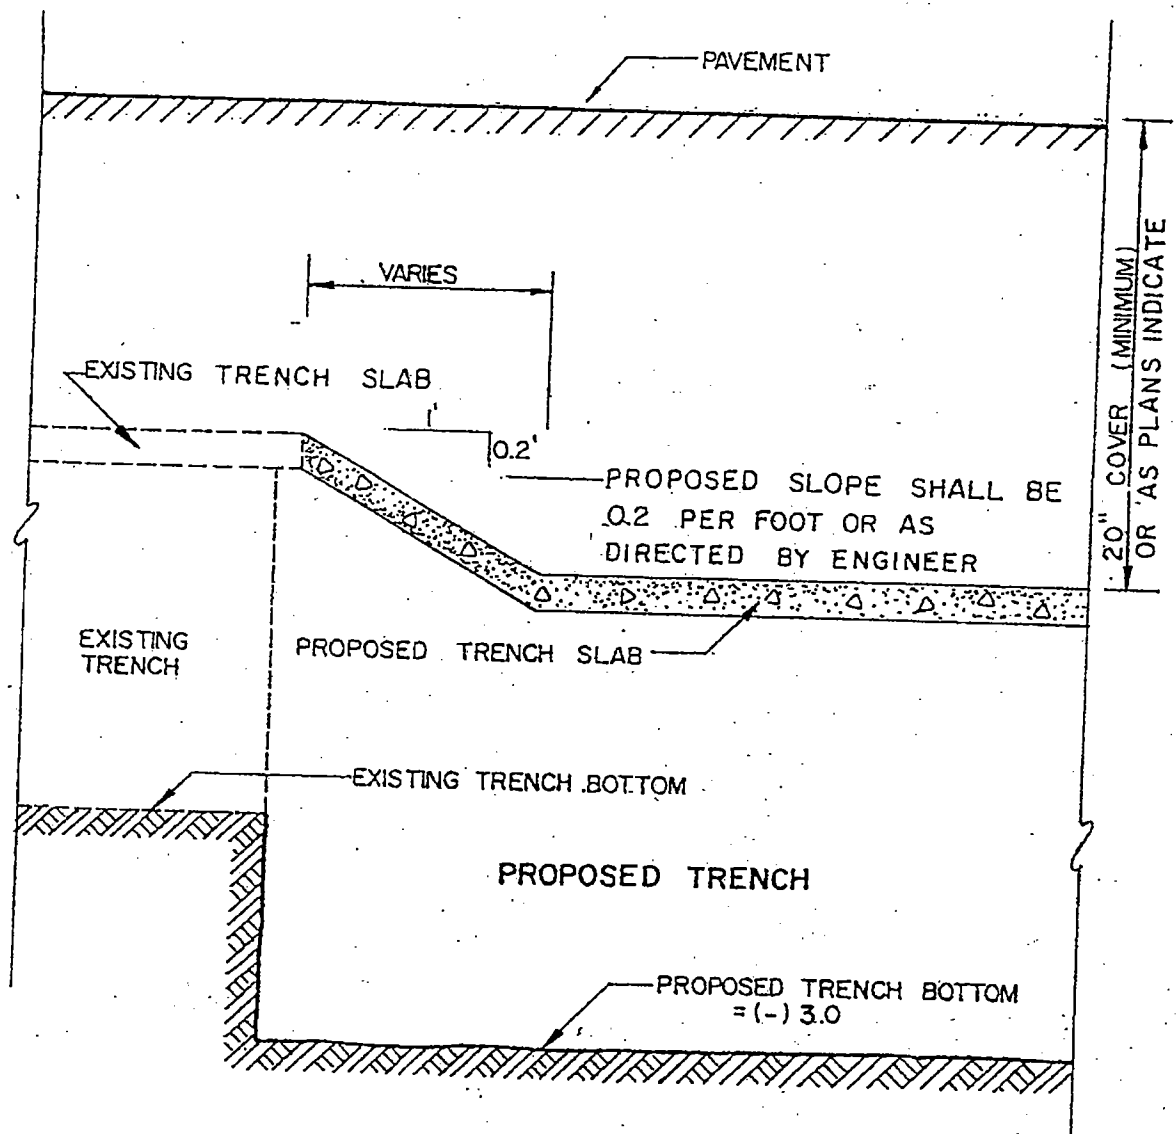 PAVEMENT
VARIES
EXISTING TRENCH SLAB
1'
0.2'
PROPOSED SLOPE SHALL BE
0.2 PER FOOT OR AS
DIRECTED BY ENGINEER
20" COVER (MINIMUM)
OR AS PLANS INDICATE
EXISTING
TRENCH
PROPOSED TRENCH SLAB
EXISTING TRENCH BOTTOM
PROPOSED TRENCH
PROPOSED TRENCH BOTTOM
=(-) 3.0